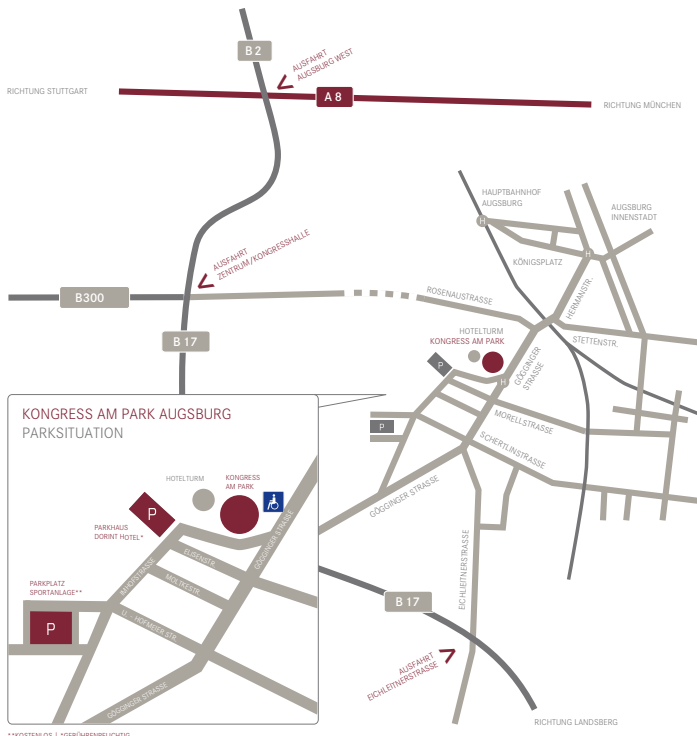 B 2
AUSFAHRT
AUGSBURG WEST
RICHTUNG STUTTGART
A 8
RICHTUNG MÜNCHEN
HAUPTBAHNHOF
AUGSBURG
AUGSBURG
INNENSTADT
H
H
KÖNIGSPLATZ
AUSFAHRT
ZENTRUM/KONGRESSHALLE
B300
ROSENAUSTRASSE
HERMANSTR.
B 17
HOTELTURM
KONGRESS AM PARK
STETTENSTR.
P
H
GÖGGINGER
STRASSE
MORELLSTRASSE
P
SCHERTLINSTRASSE
GÖGGINGER STRASSE
EICHLEITNERSTRASSE
B 17
AUSFAHRT
EICHLEITNERSTRASSE
RICHTUNG LANDSBERG
KONGRESS AM PARK AUGSBURG
PARKSITUATION
HOTELTURM
KONGRESS
AM PARK
P
PARKHAUS
DORINT HOTEL*
GÖGGINGER STRASSE
ELISENSTR.
IMHOFSTRASSE
MOLTKESTR.
PARKPLATZ
SPORTANLAGE**
P
U. - HOFMEIER STR.
GÖGGINGER STRASSE
**KOSTENLOS | *GEBÜHRENPFLICHTIG